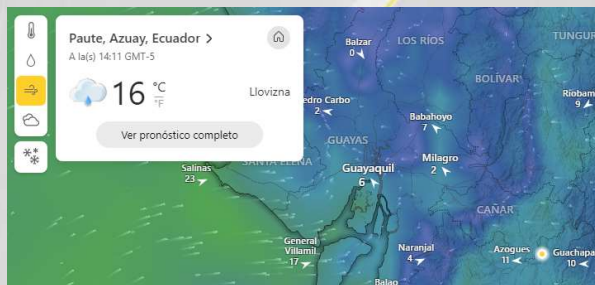 Paute, Azuay, Ecuador >
A la(s) 14:11 GMT-5
16 °C
°F
Llovizna
Ver pronóstico completo
Balzar
0
LOS RÍOS
TUNGUR
BOLÍVAR
Riobam
9
edro Carbo
2
Babahoyo
7
GUAYAS
SANTA ELENA
Salinas
23
Guayaquil
6
Milagro
2
CAÑAR
General
Villamil
17
Naranjal
4
Azogues
11
Guachapa
10
Balao